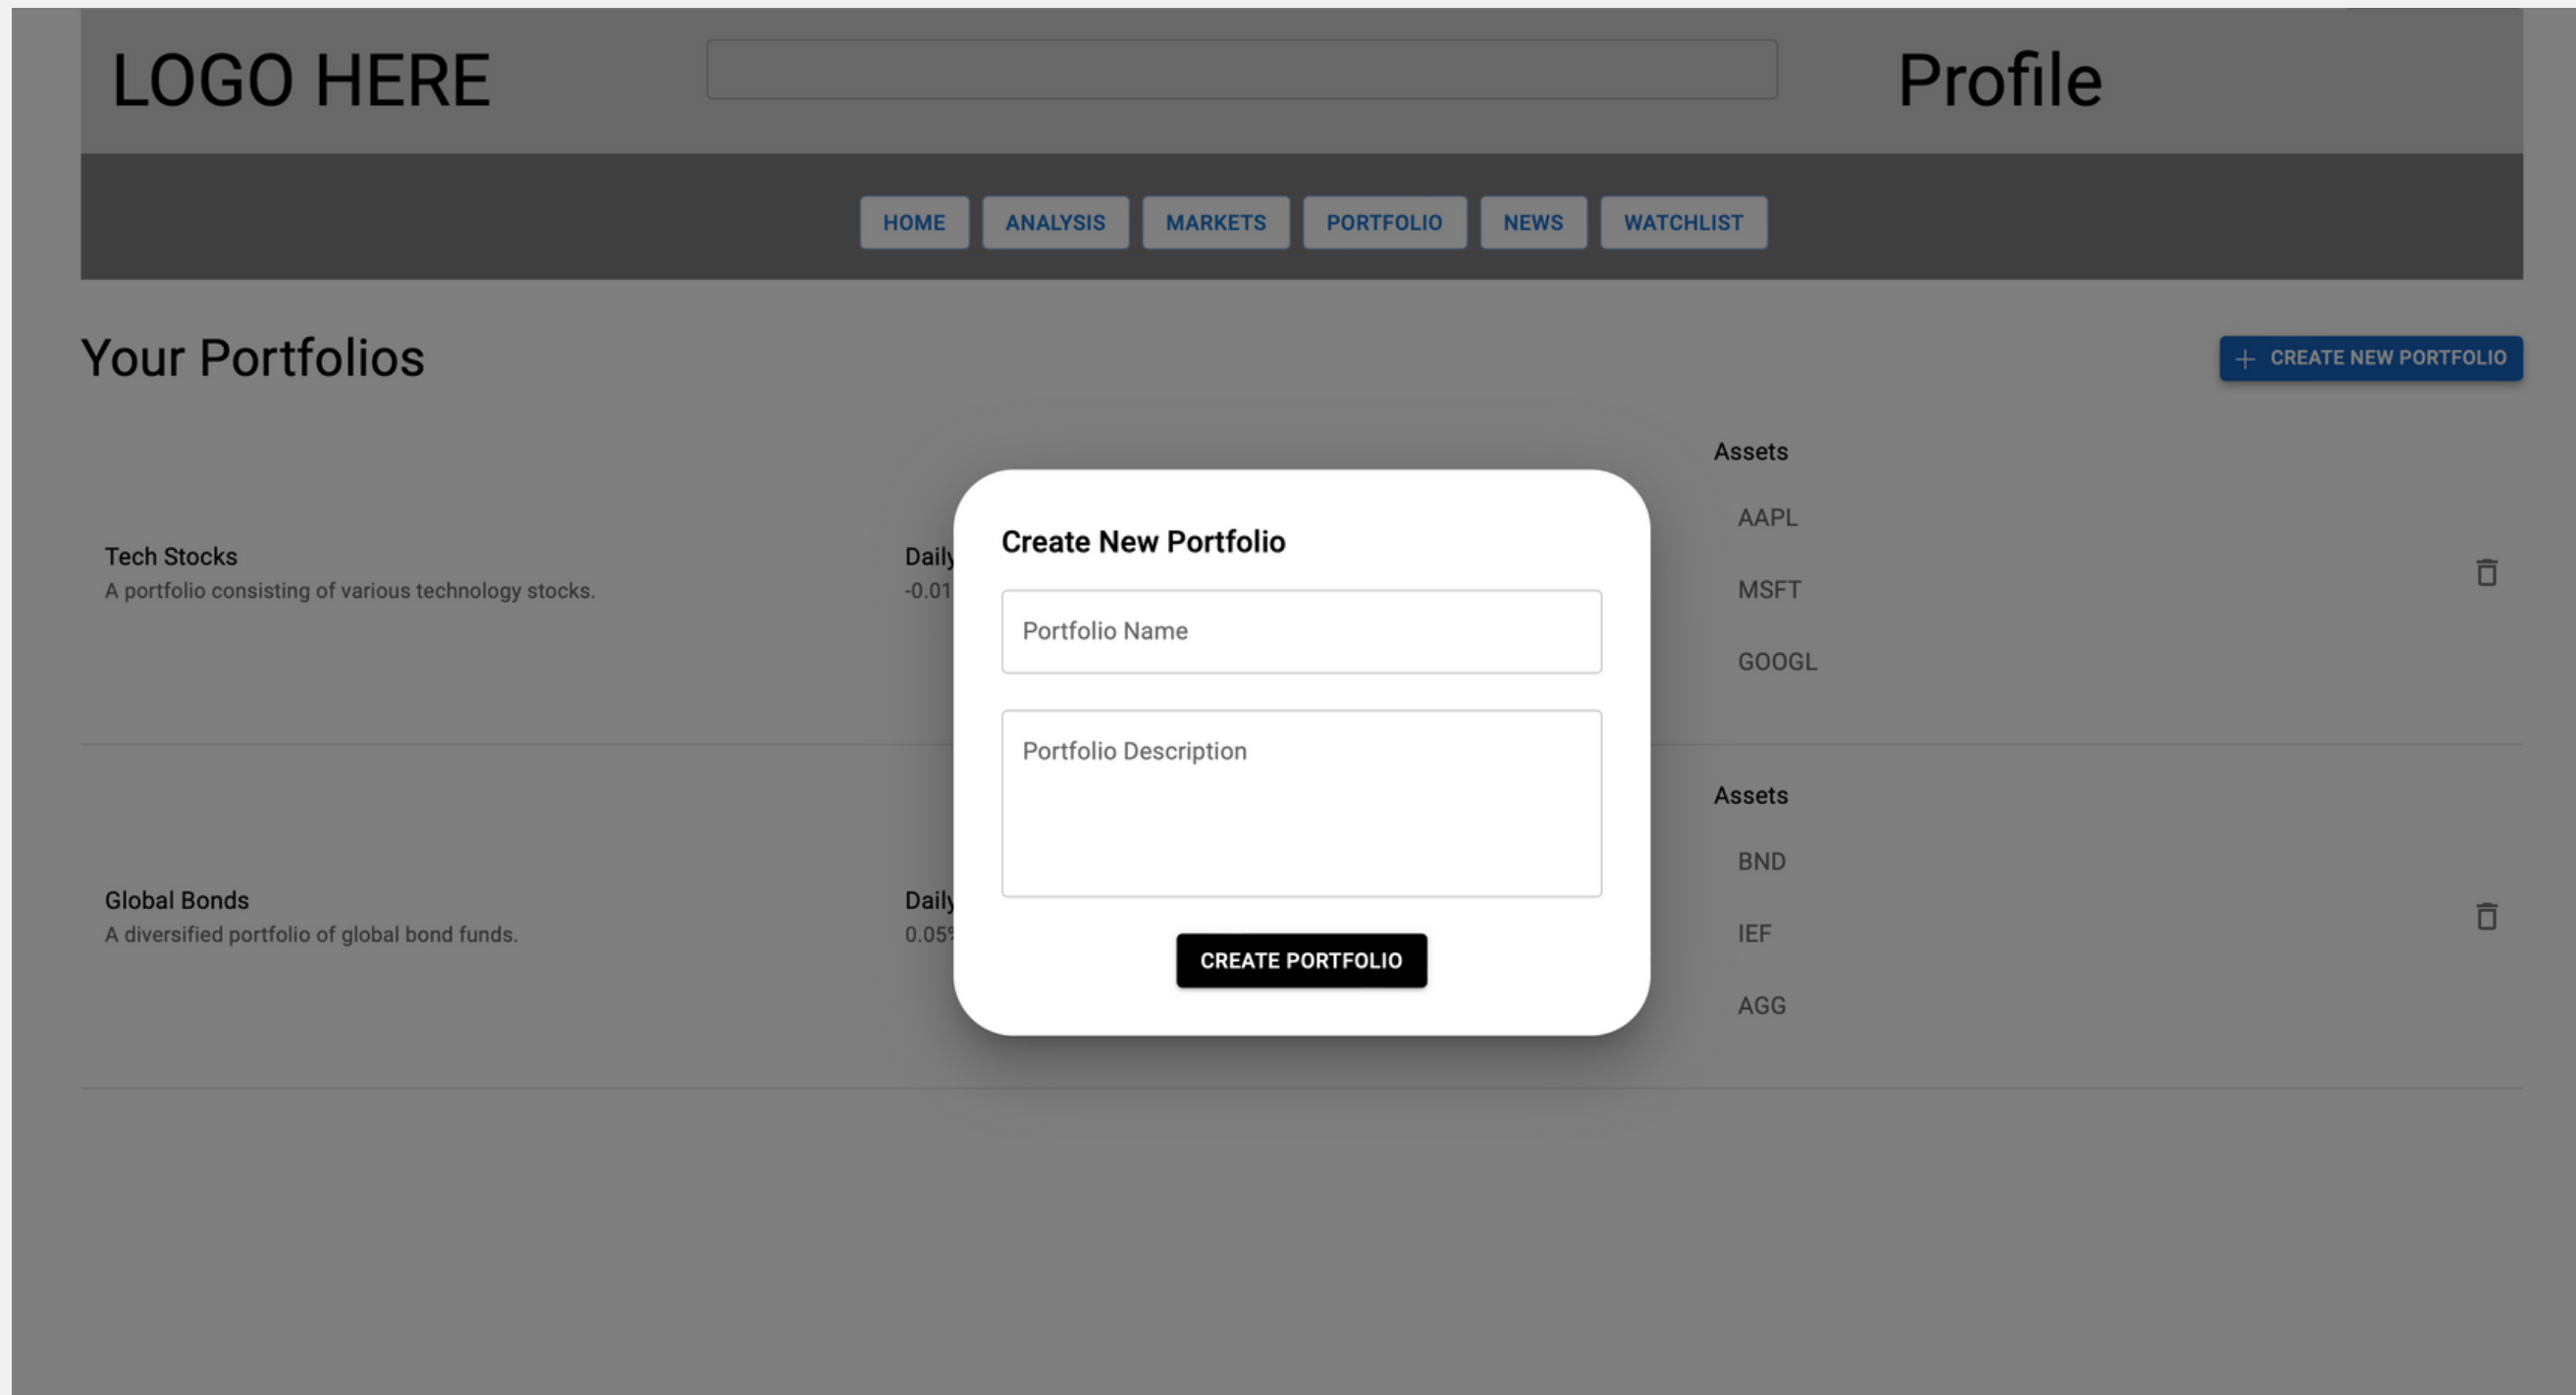 LOGO HERE
Profile
HOME ANALYSIS MARKETS PORTFOLIO NEWS WATCHLIST
Your Portfolios
+ CREATE NEW PORTFOLIO
Tech Stocks
A portfolio consisting of various technology stocks.
Daily
-0.01
Assets
AAPL
MSFT
GOOGL
Global Bonds
A diversified portfolio of global bond funds.
Daily
0.05%
Assets
BND
IEF
AGG
Create New Portfolio
Portfolio Name
Portfolio Description
CREATE PORTFOLIO